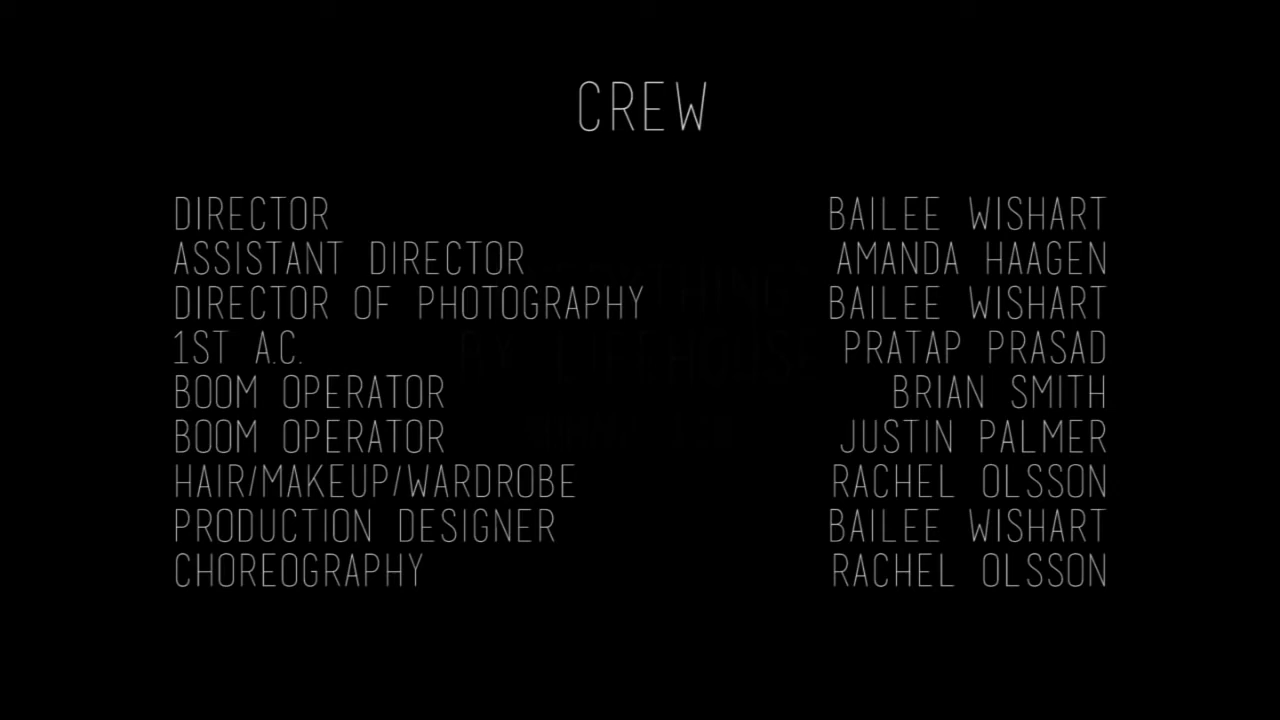 CREW
DIRECTOR BAILEE WISHART
ASSISTANT DIRECTOR AMANDA HAAGEN
DIRECTOR OF PHOTOGRAPHY BAILEE WISHART
1ST A.C. PRATAP PRASAD
BOOM OPERATOR BRIAN SMITH
BOOM OPERATOR JUSTIN PALMER
HAIR/MAKEUP/WARDROBE RACHEL OLSSON
PRODUCTION DESIGNER BAILEE WISHART
CHOREOGRAPHY RACHEL OLSSON